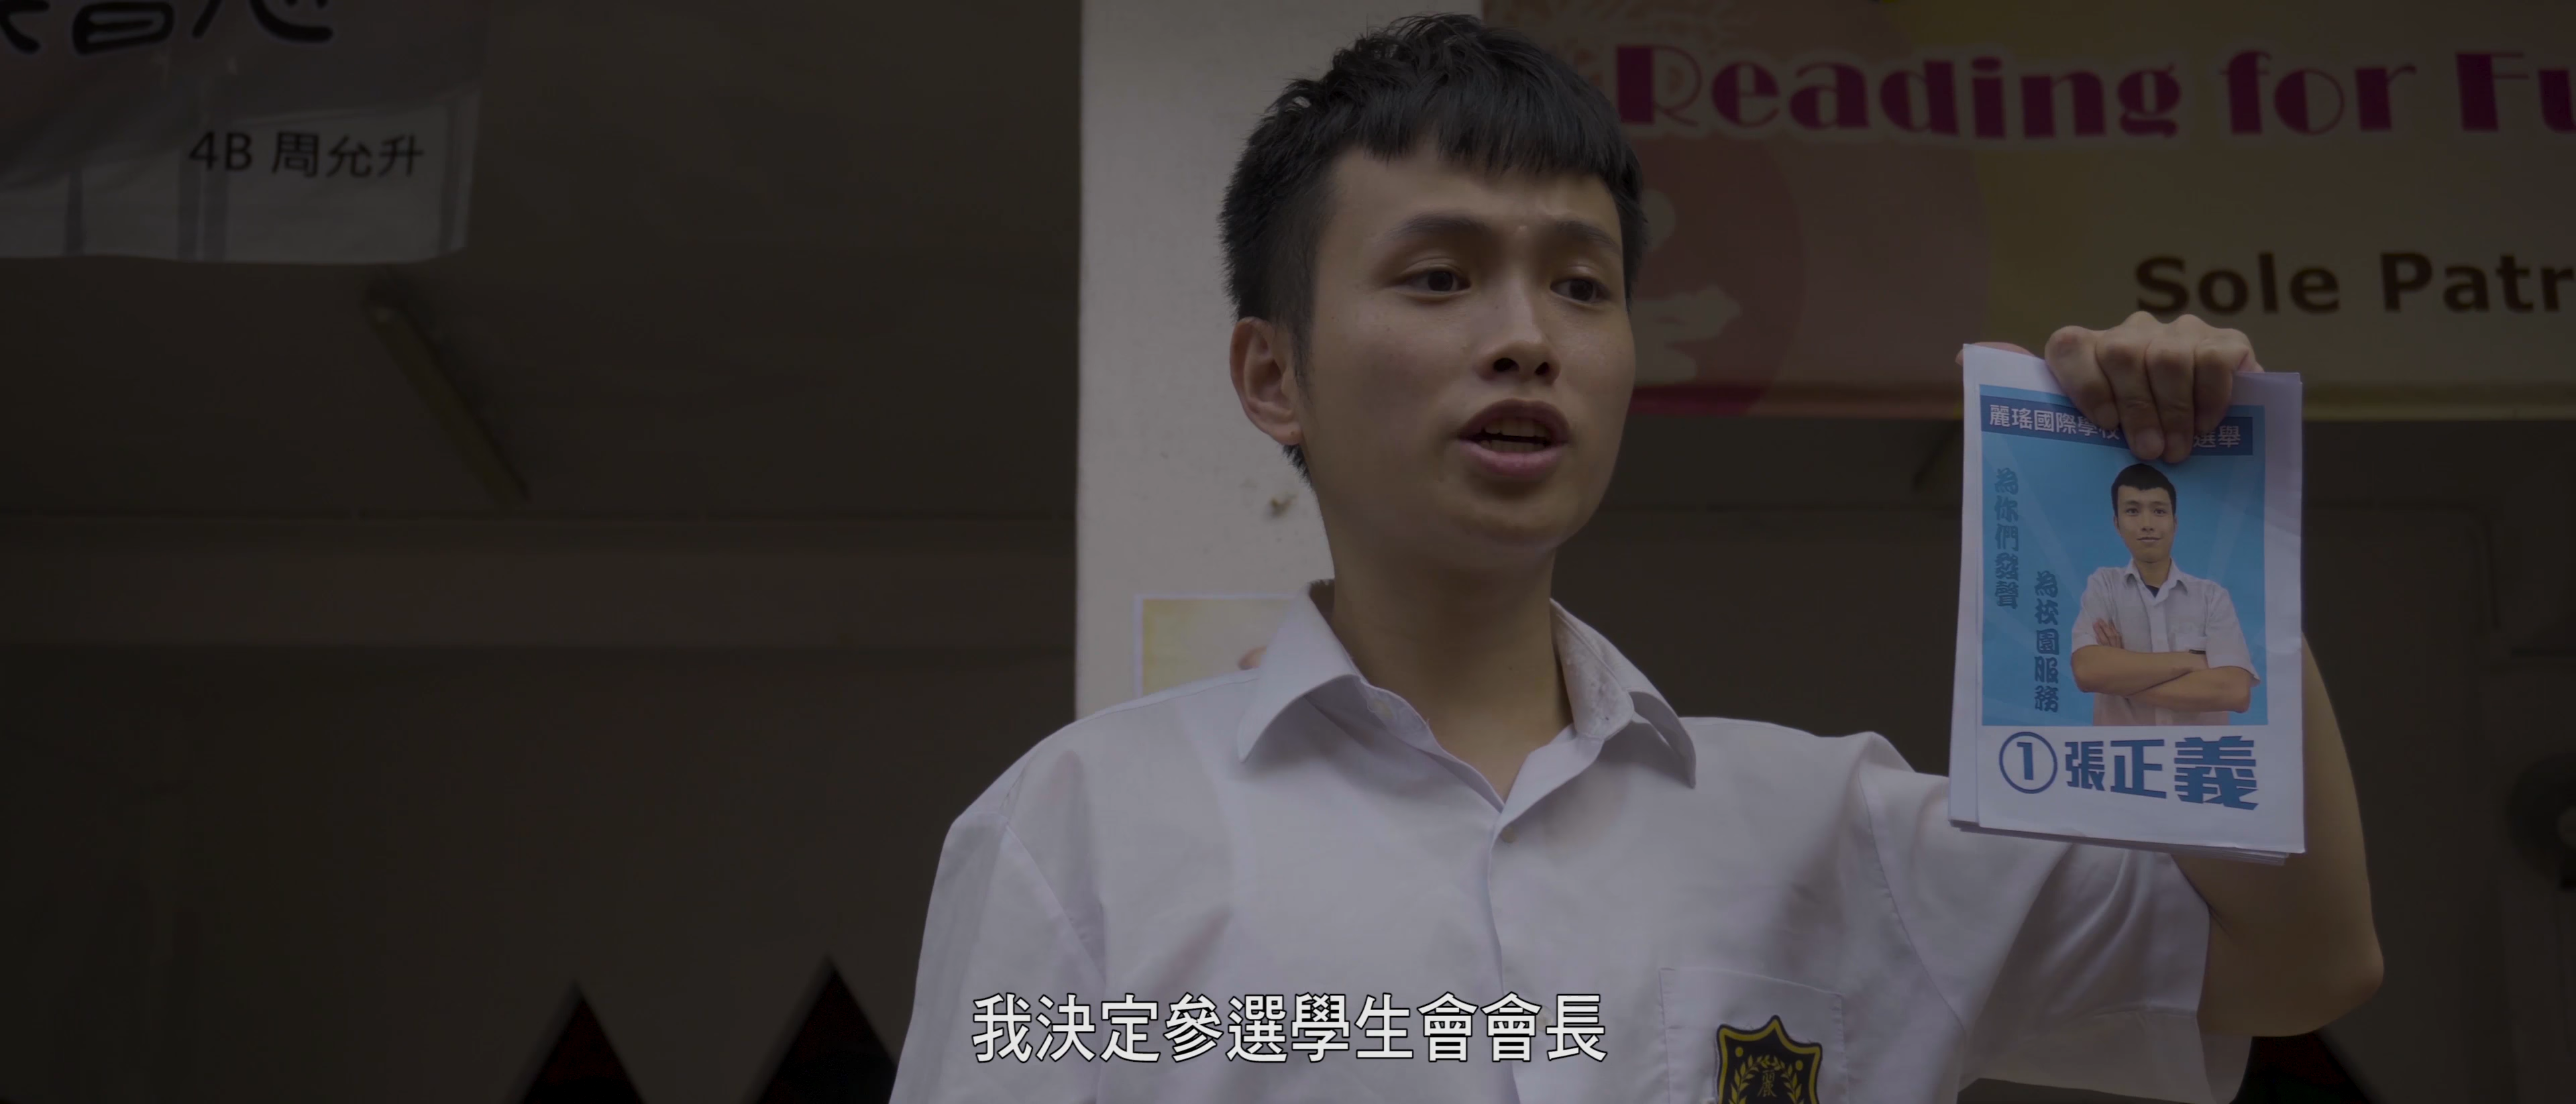 4B 周允升
Reading for Fu
Sole Patr
麗瑤國際學校
選舉
為你們發聲
為校園服務
①張正義
我決定參選學生會會長